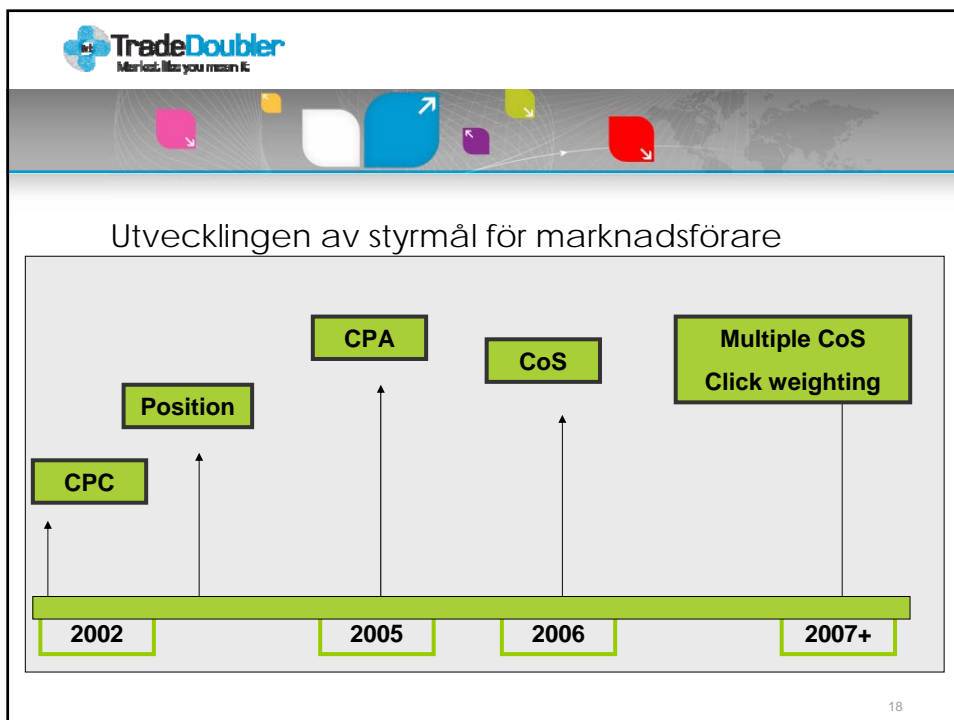 TradeDoubler
Market like you mean it
Utvecklingen av styrmål för marknadsförare
CPA
Multiple CoS
Click weighting
CoS
Position
CPC
2002
2005
2006
2007+
18